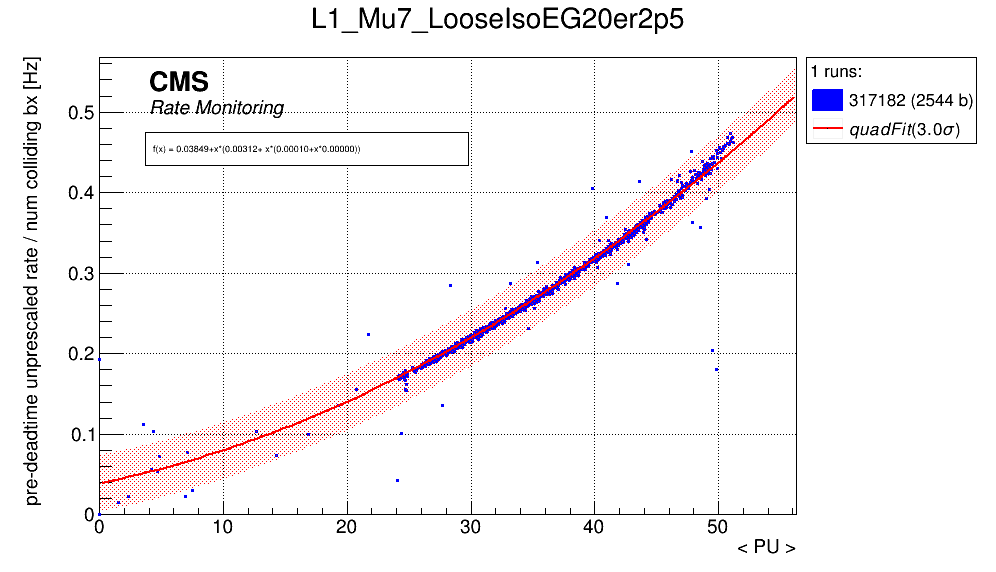 L1_Mu7_LooseIsoEG20er2p5
pre-deadtime unprescaled rate / num colliding bx [Hz]
CMS
Rate Monitoring
f(x) = 0.03849+x*(0.00312+ x*(0.00010+x*0.00000))
1 runs:
317182 (2544 b)
quadFit(3.0σ)
0.5
0.4
0.3
0.2
0.1
0
0 10 20 30 40 50
< PU >